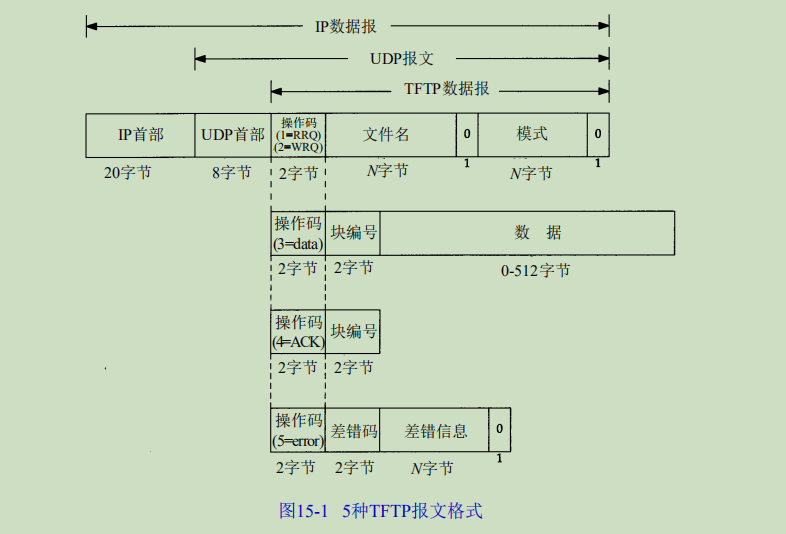 IP数据报
UDP报文
TFTP数据报
IP首部 UDP首部 操作码 (1=RRQ) (2=WRQ) 文件名 0 模式 0
20字节 8字节 2字节 N字节 1 N字节 1
操作码 (3=data) 块编号 数 据
2字节 2字节 0-512字节
操作码 (4=ACK) 块编号
2字节 2字节
操作码 (5=error) 差错码 差错信息 0
2字节 2字节 N字节 1
图15-1 5种TFTP报文格式